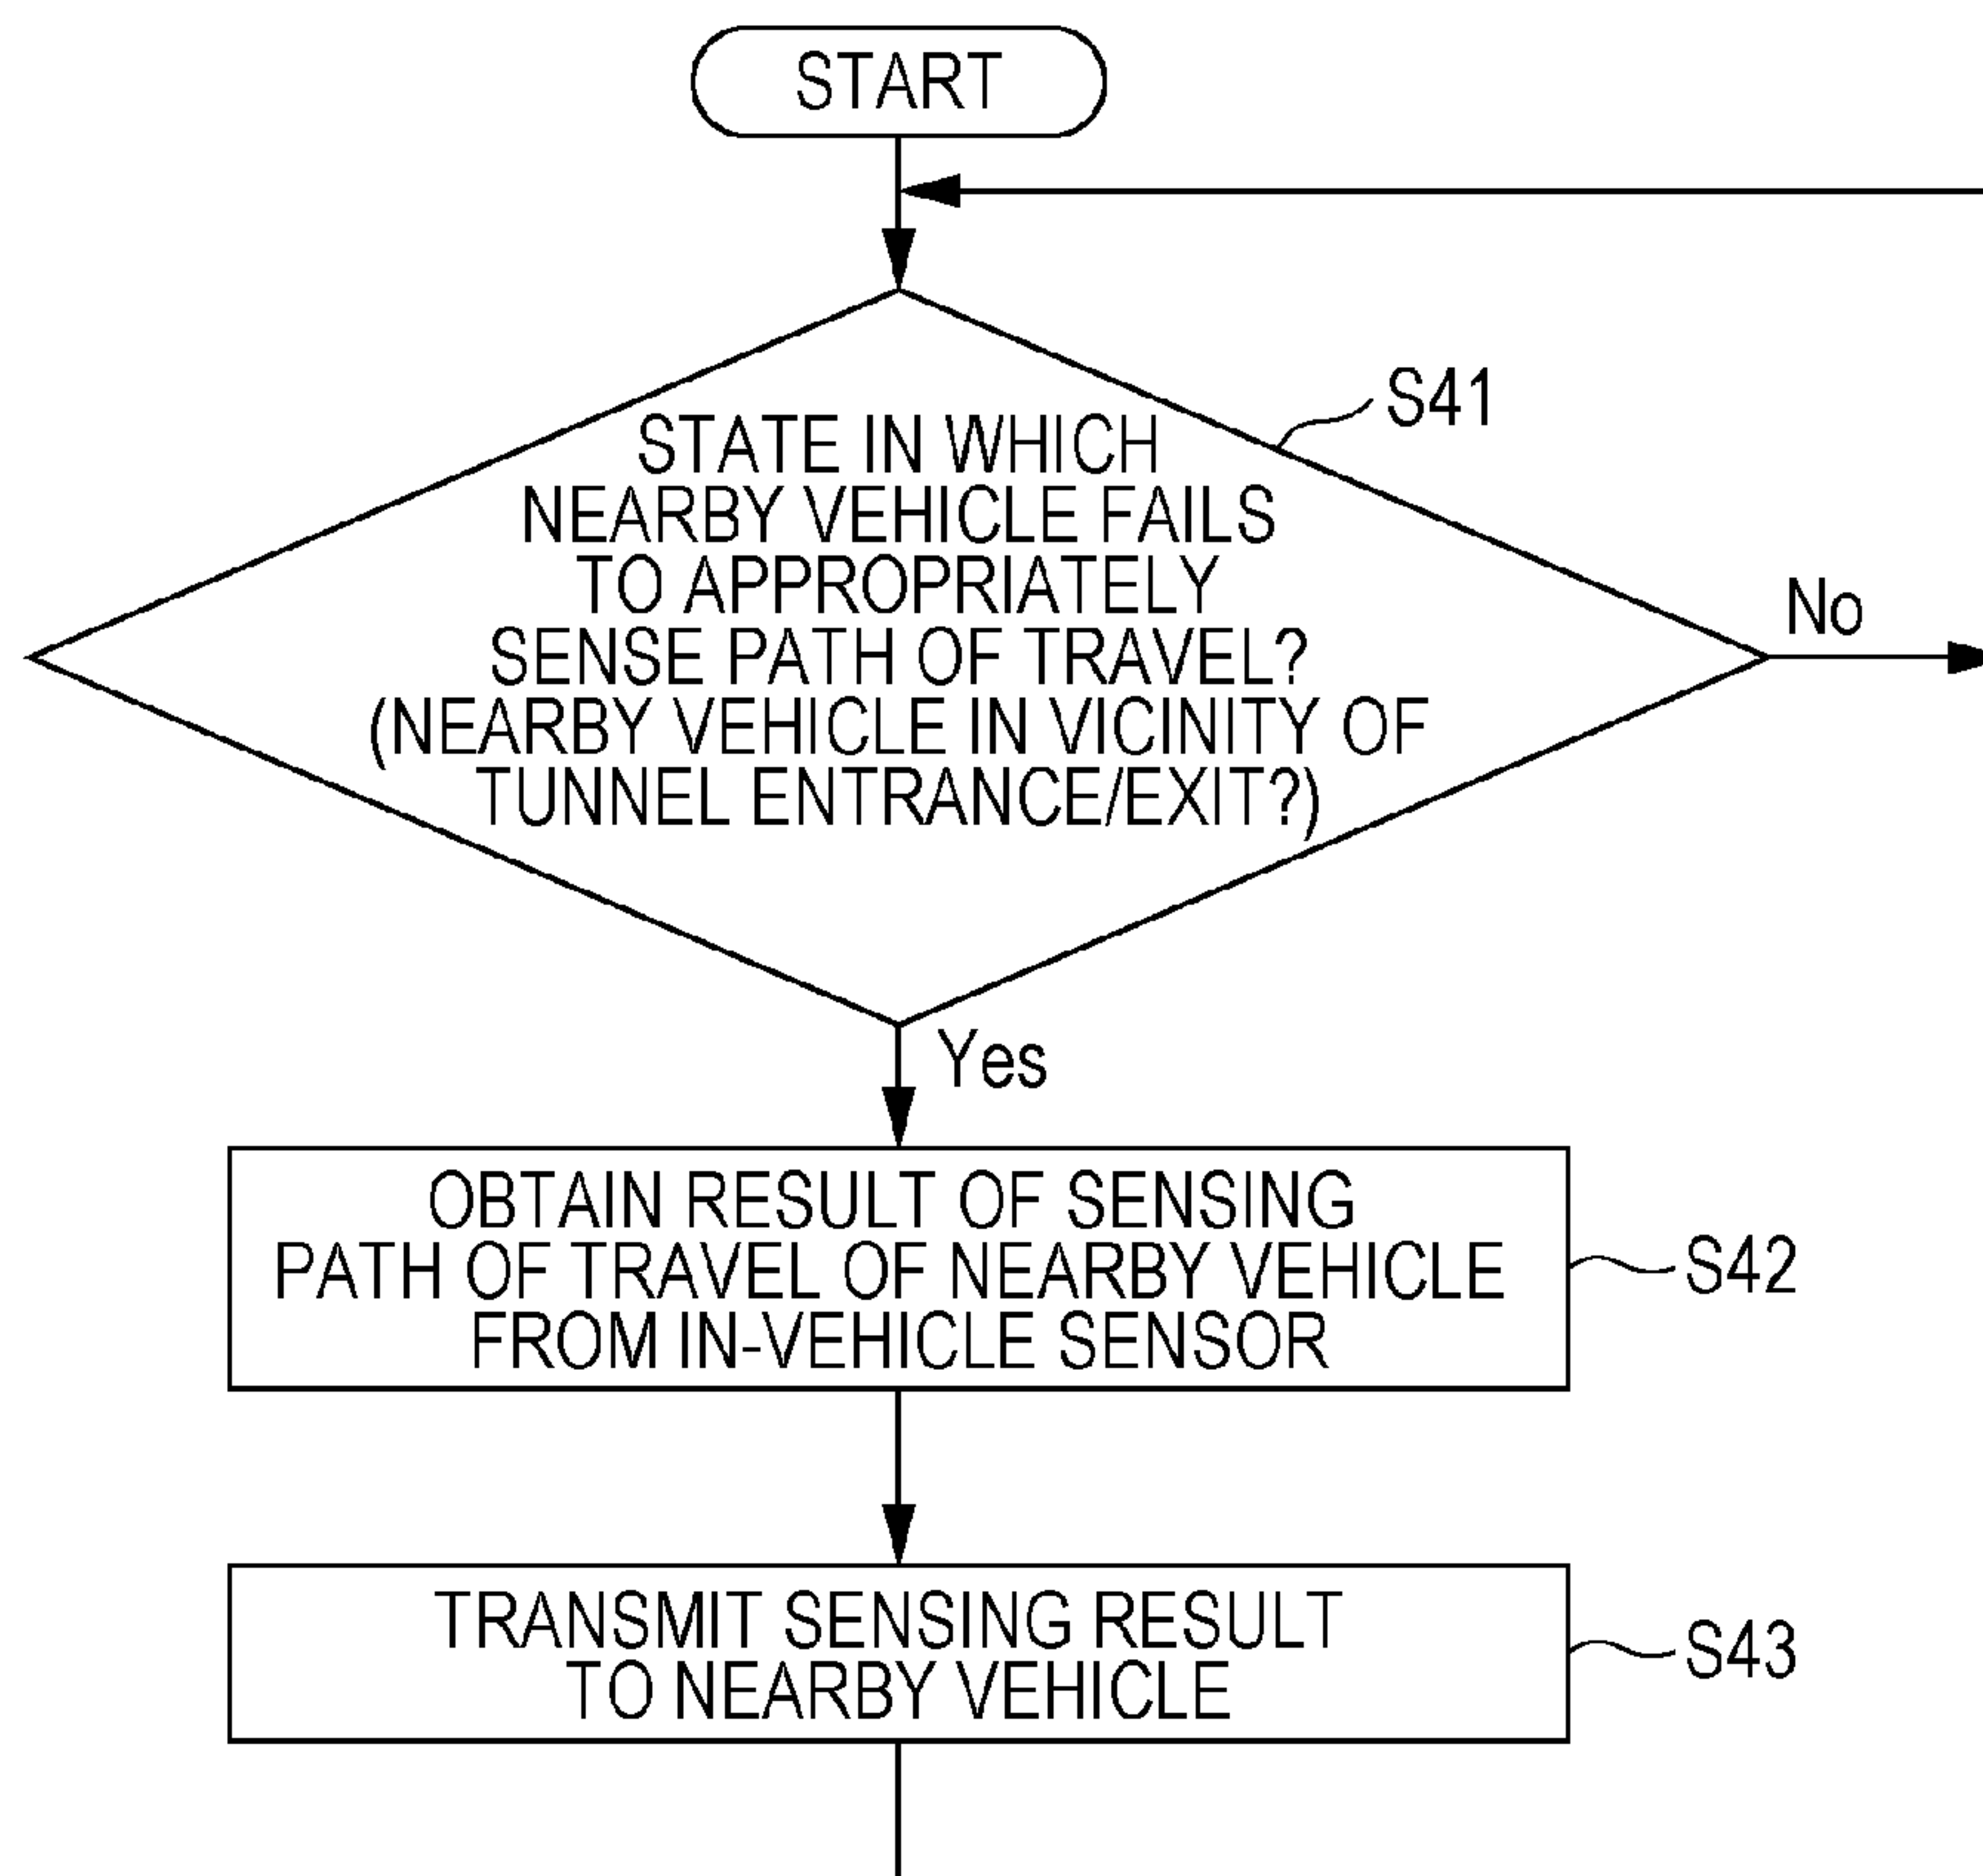 START
S41
STATE IN WHICH
NEARBY VEHICLE FAILS
TO APPROPRIATELY
SENSE PATH OF TRAVEL?
(NEARBY VEHICLE IN VICINITY OF
TUNNEL ENTRANCE/EXIT?)
No
Yes
OBTAIN RESULT OF SENSING
PATH OF TRAVEL OF NEARBY VEHICLE
FROM IN-VEHICLE SENSOR
S42
TRANSMIT SENSING RESULT
TO NEARBY VEHICLE
S43